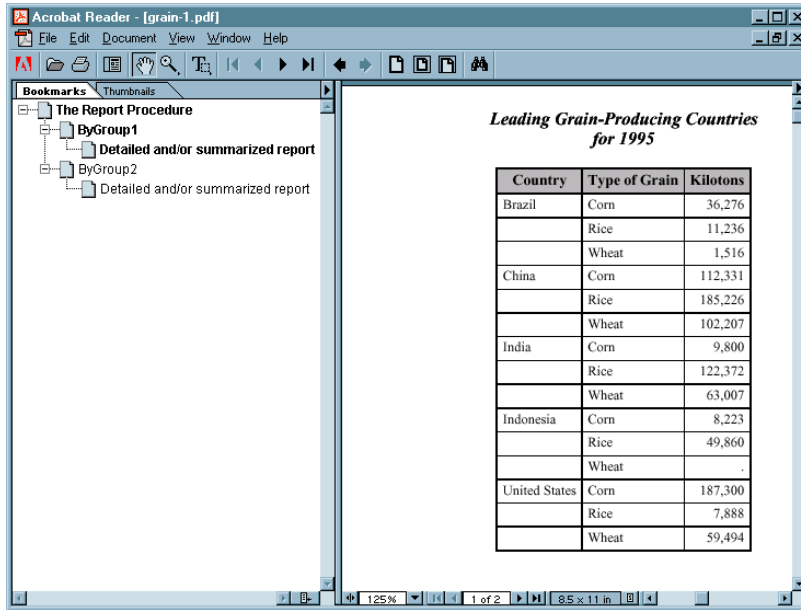 Acrobat Reader - [grain-1.pdf]
File Edit Document View Window Help
Bookmarks Thumbnails
The Report Procedure
ByGroup1
Detailed and/or summarized report
ByGroup2
Detailed and/or summarized report
Leading Grain-Producing Countries
for 1995
Country Type of Grain Kilotons
Brazil Corn 36,276
Rice 11,236
Wheat 1,516
China Corn 112,331
Rice 185,226
Wheat 102,207
India Corn 9,800
Rice 122,372
Wheat 63,007
Indonesia Corn 8,223
Rice 49,860
Wheat .
United States Corn 187,300
Rice 7,888
Wheat 59,494
125% 1 of 2 8.5 x 11 in